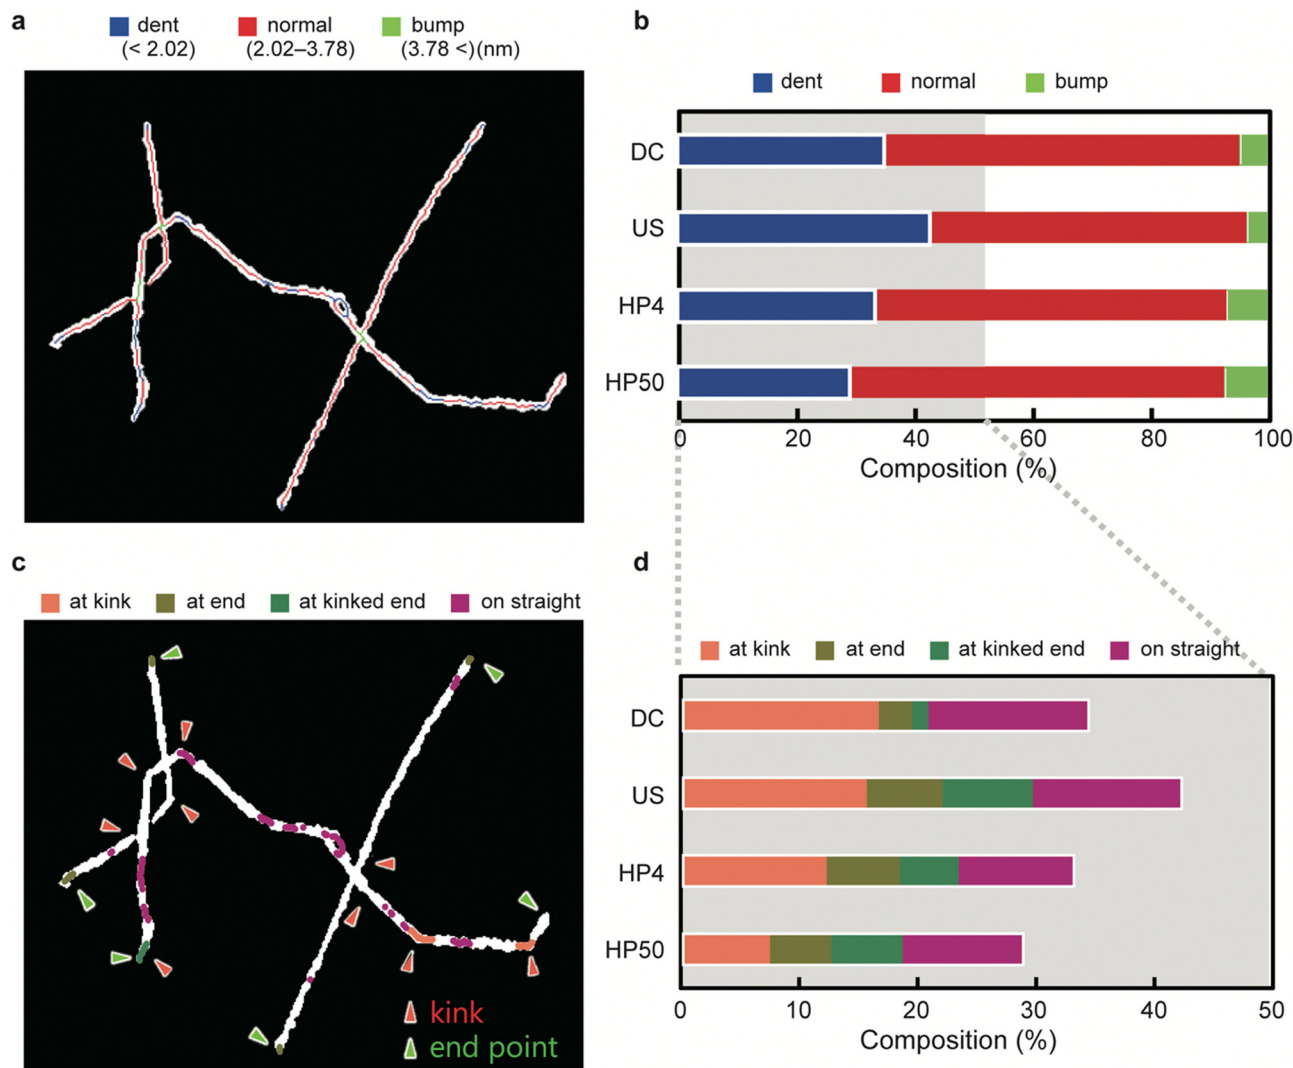 a
dent normal bump
(< 2.02) (2.02–3.78) (3.78 <)(nm)
b
dent normal bump
DC
US
HP4
HP50
0 20 40 60 80 100
Composition (%)
c
at kink at end at kinked end on straight
kink
end point
d
at kink at end at kinked end on straight
DC
US
HP4
HP50
0 10 20 30 40 50
Composition (%)